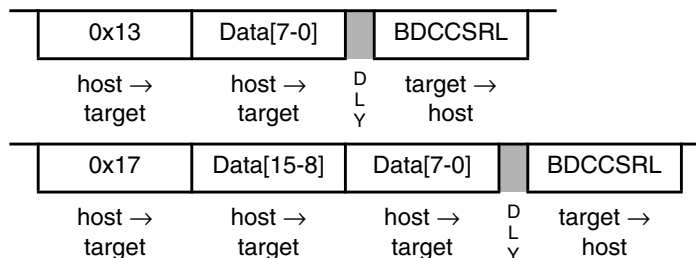 0x13 Data[7-0] BDCCSRL
host → host → D target →
target target L host
Y
0x17 Data[15-8] Data[7-0] BDCCSRL
host → host → host → D target →
target target target L host
Y